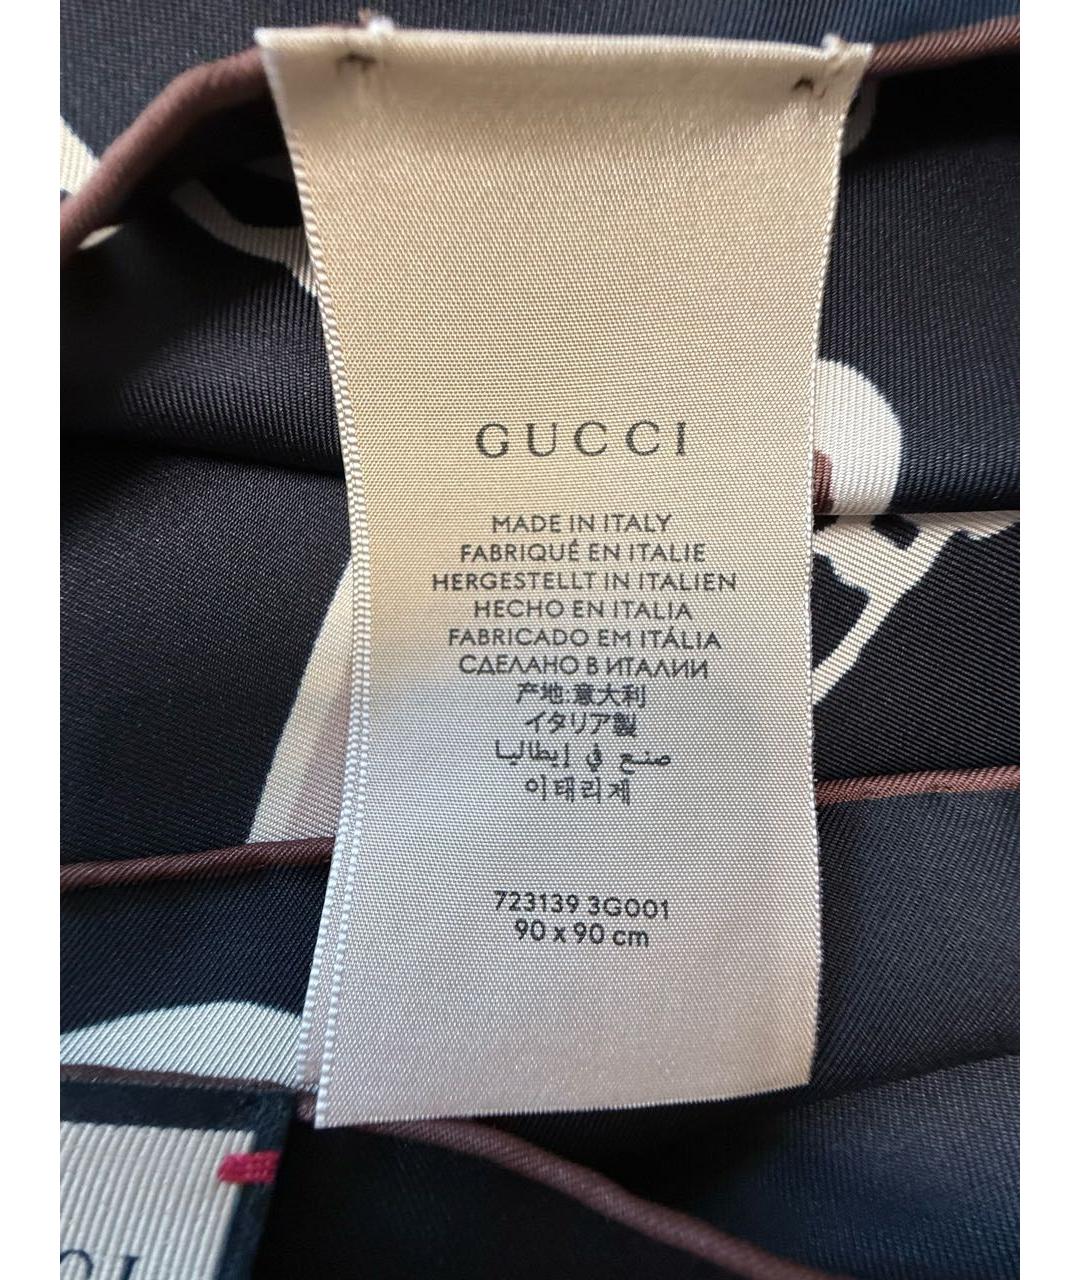 GUCCI
MADE IN ITALY
FABRIQUÉ EN ITALIE
HERGESTELLT IN ITALIEN
HECHO EN ITALIA
FABRICADO EM ITÁLIA
СДЕЛАНО В ИТАЛИИ
产地:意大利
イタリア製
صنع في إيطاليا
이태리제
723139 3G001
90 x 90 cm